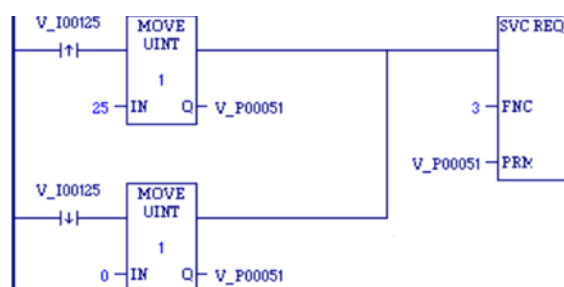 V_I00125 MOVE SVC REQ
UINT
1
25 IN Q V_P00051 3 FNC
V_P00051 PRM
V_I00125 MOVE
UINT
1
0 IN Q V_P00051